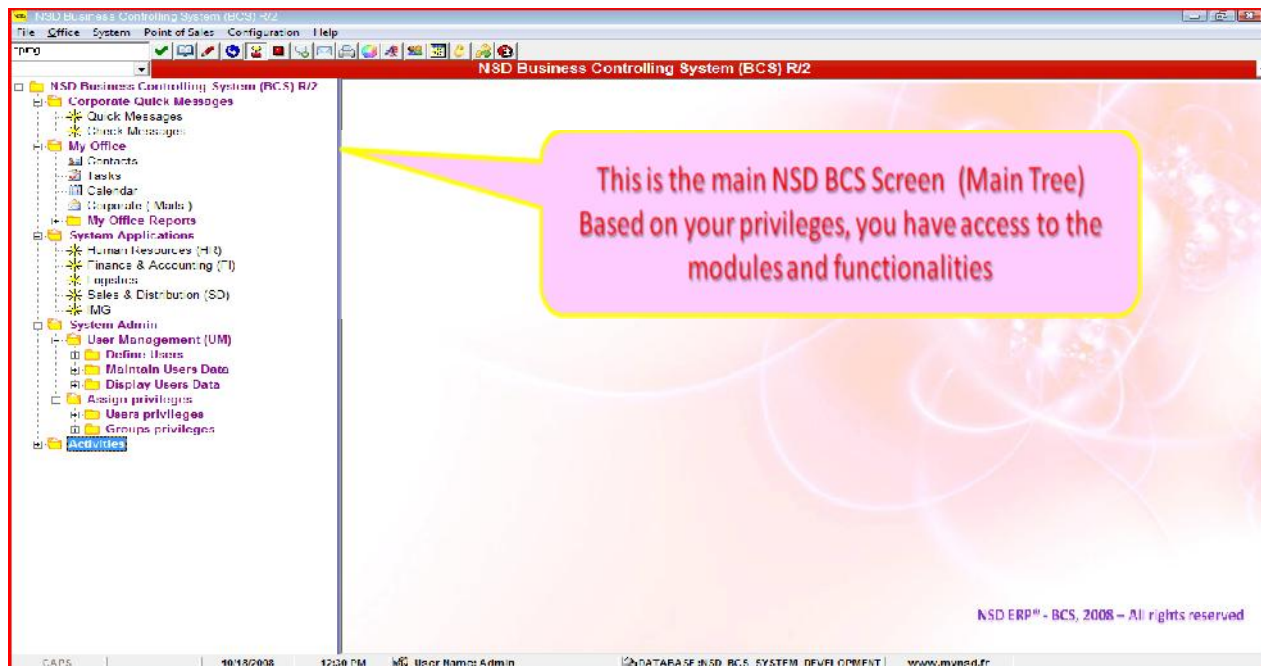 NSD Business Controlling System (BCS) R/2
File Office System Point of Sales Configuration Help
NSD Business Controlling System (BCS) R/2
NSD Business Controlling System (BCS) R/2
Corporate Quick Messages
Quick Messages
Check Messages
My Office
Contacts
Tasks
Calendar
Corporate ( Mails )
My Office Reports
System Applications
Human Resources (HR)
Finance & Accounting (FI)
Logistics
Sales & Distribution (SD)
IMG
System Admin
User Management (UM)
Define Users
Maintain Users Data
Display Users Data
Assign privileges
Users privileges
Groups privileges
Activities
This is the main NSD BCS Screen (Main Tree)
Based on your privileges, you have access to the
modules and functionalities
NSD ERP® - BCS, 2008 – All rights reserved
CAPS 10/18/2008 12:30 PM User Name: Admin DATABASE :NSD_BCS_SYSTEM_DEVELOPMENT www.mynsd.fr